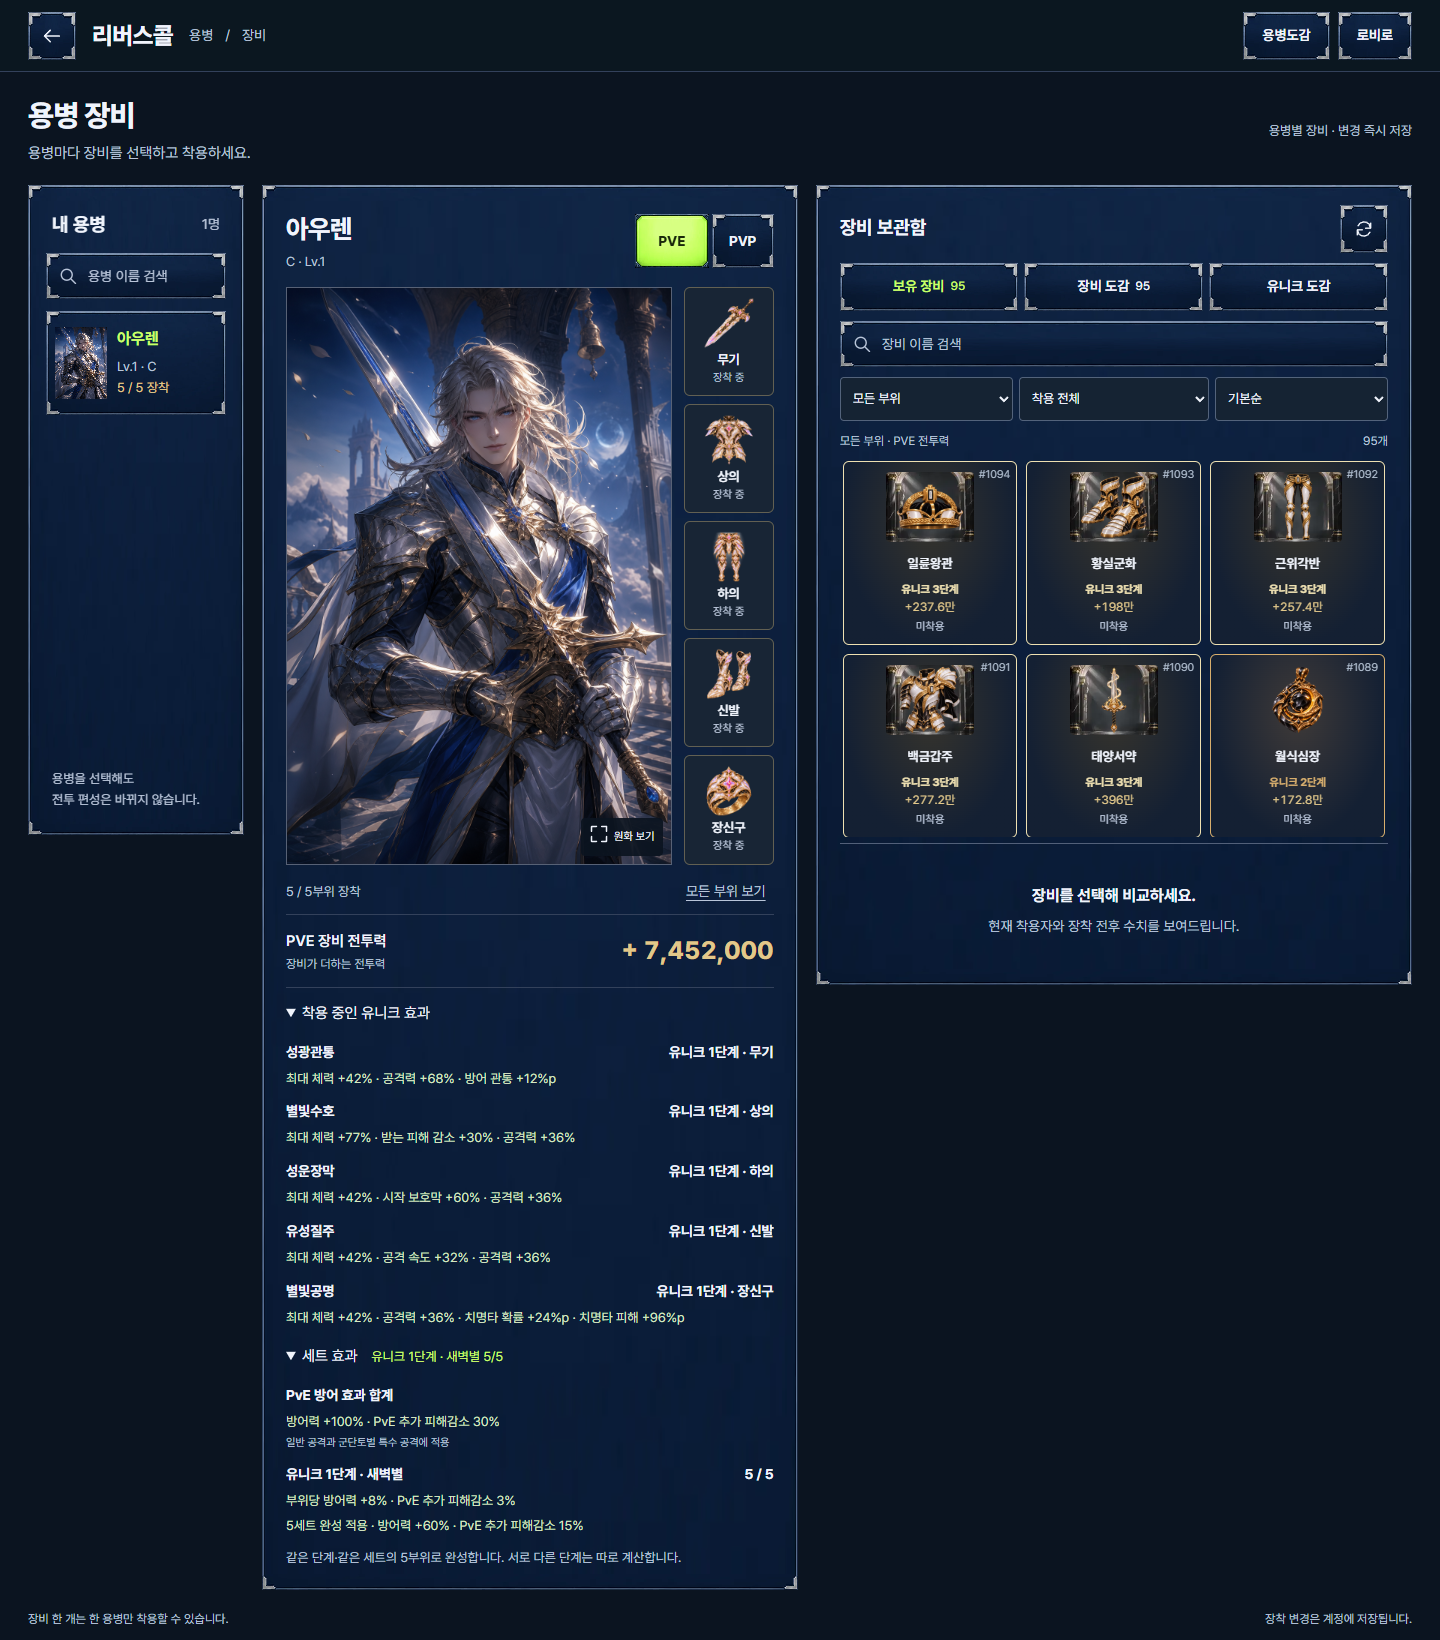 리버스콜
용병 / 장비
용병도감
로비로
용병 장비
용병마다 장비를 선택하고 착용하세요.
용병별 장비 · 변경 즉시 저장
내 용병
1명
용병 이름 검색
아우렌
Lv.1 · C
5 / 5 장착
용병을 선택해도
전투 편성은 바뀌지 않습니다.
아우렌
C · Lv.1
PVE
PVP
무기
장착 중
상의
장착 중
하의
장착 중
신발
장착 중
장신구
장착 중
원화 보기
5 / 5부위 장착
모든 부위 보기
PVE 장비 전투력
장비가 더하는 전투력
+ 7,452,000
▼ 착용 중인 유니크 효과
성광관통
유니크 1단계 · 무기
최대 체력 +42% · 공격력 +68% · 방어 관통 +12%p
별빛수호
유니크 1단계 · 상의
최대 체력 +77% · 받는 피해 감소 +30% · 공격력 +36%
성운장막
유니크 1단계 · 하의
최대 체력 +42% · 시작 보호막 +60% · 공격력 +36%
유성질주
유니크 1단계 · 신발
최대 체력 +42% · 공격 속도 +32% · 공격력 +36%
별빛공명
유니크 1단계 · 장신구
최대 체력 +42% · 공격력 +36% · 치명타 확률 +24%p · 치명타 피해 +96%p
▼ 세트 효과 유니크 1단계 · 새벽별 5/5
PvE 방어 효과 합계
방어력 +100% · PvE 추가 피해감소 30%
일반 공격과 군단토벌 특수 공격에 적용
유니크 1단계 · 새벽별
5 / 5
부위당 방어력 +8% · PvE 추가 피해감소 3%
5세트 완성 적용 · 방어력 +60% · PvE 추가 피해감소 15%
같은 단계·같은 세트의 5부위로 완성합니다. 서로 다른 단계는 따로 계산합니다.
장비 보관함
보유 장비 95
장비 도감 95
유니크 도감
장비 이름 검색
모든 부위
착용 전체
기본순
모든 부위 · PVE 전투력
95개
#1094
일륜왕관
유니크 3단계
+237.6만
미착용
#1093
황실군화
유니크 3단계
+198만
미착용
#1092
근위각반
유니크 3단계
+257.4만
미착용
#1091
백금갑주
유니크 3단계
+277.2만
미착용
#1090
태양서약
유니크 3단계
+396만
미착용
#1089
월식심장
유니크 2단계
+172.8만
미착용
장비를 선택해 비교하세요.
현재 착용자와 장착 전후 수치를 보여드립니다.
장비 한 개는 한 용병만 착용할 수 있습니다.
장착 변경은 계정에 저장됩니다.